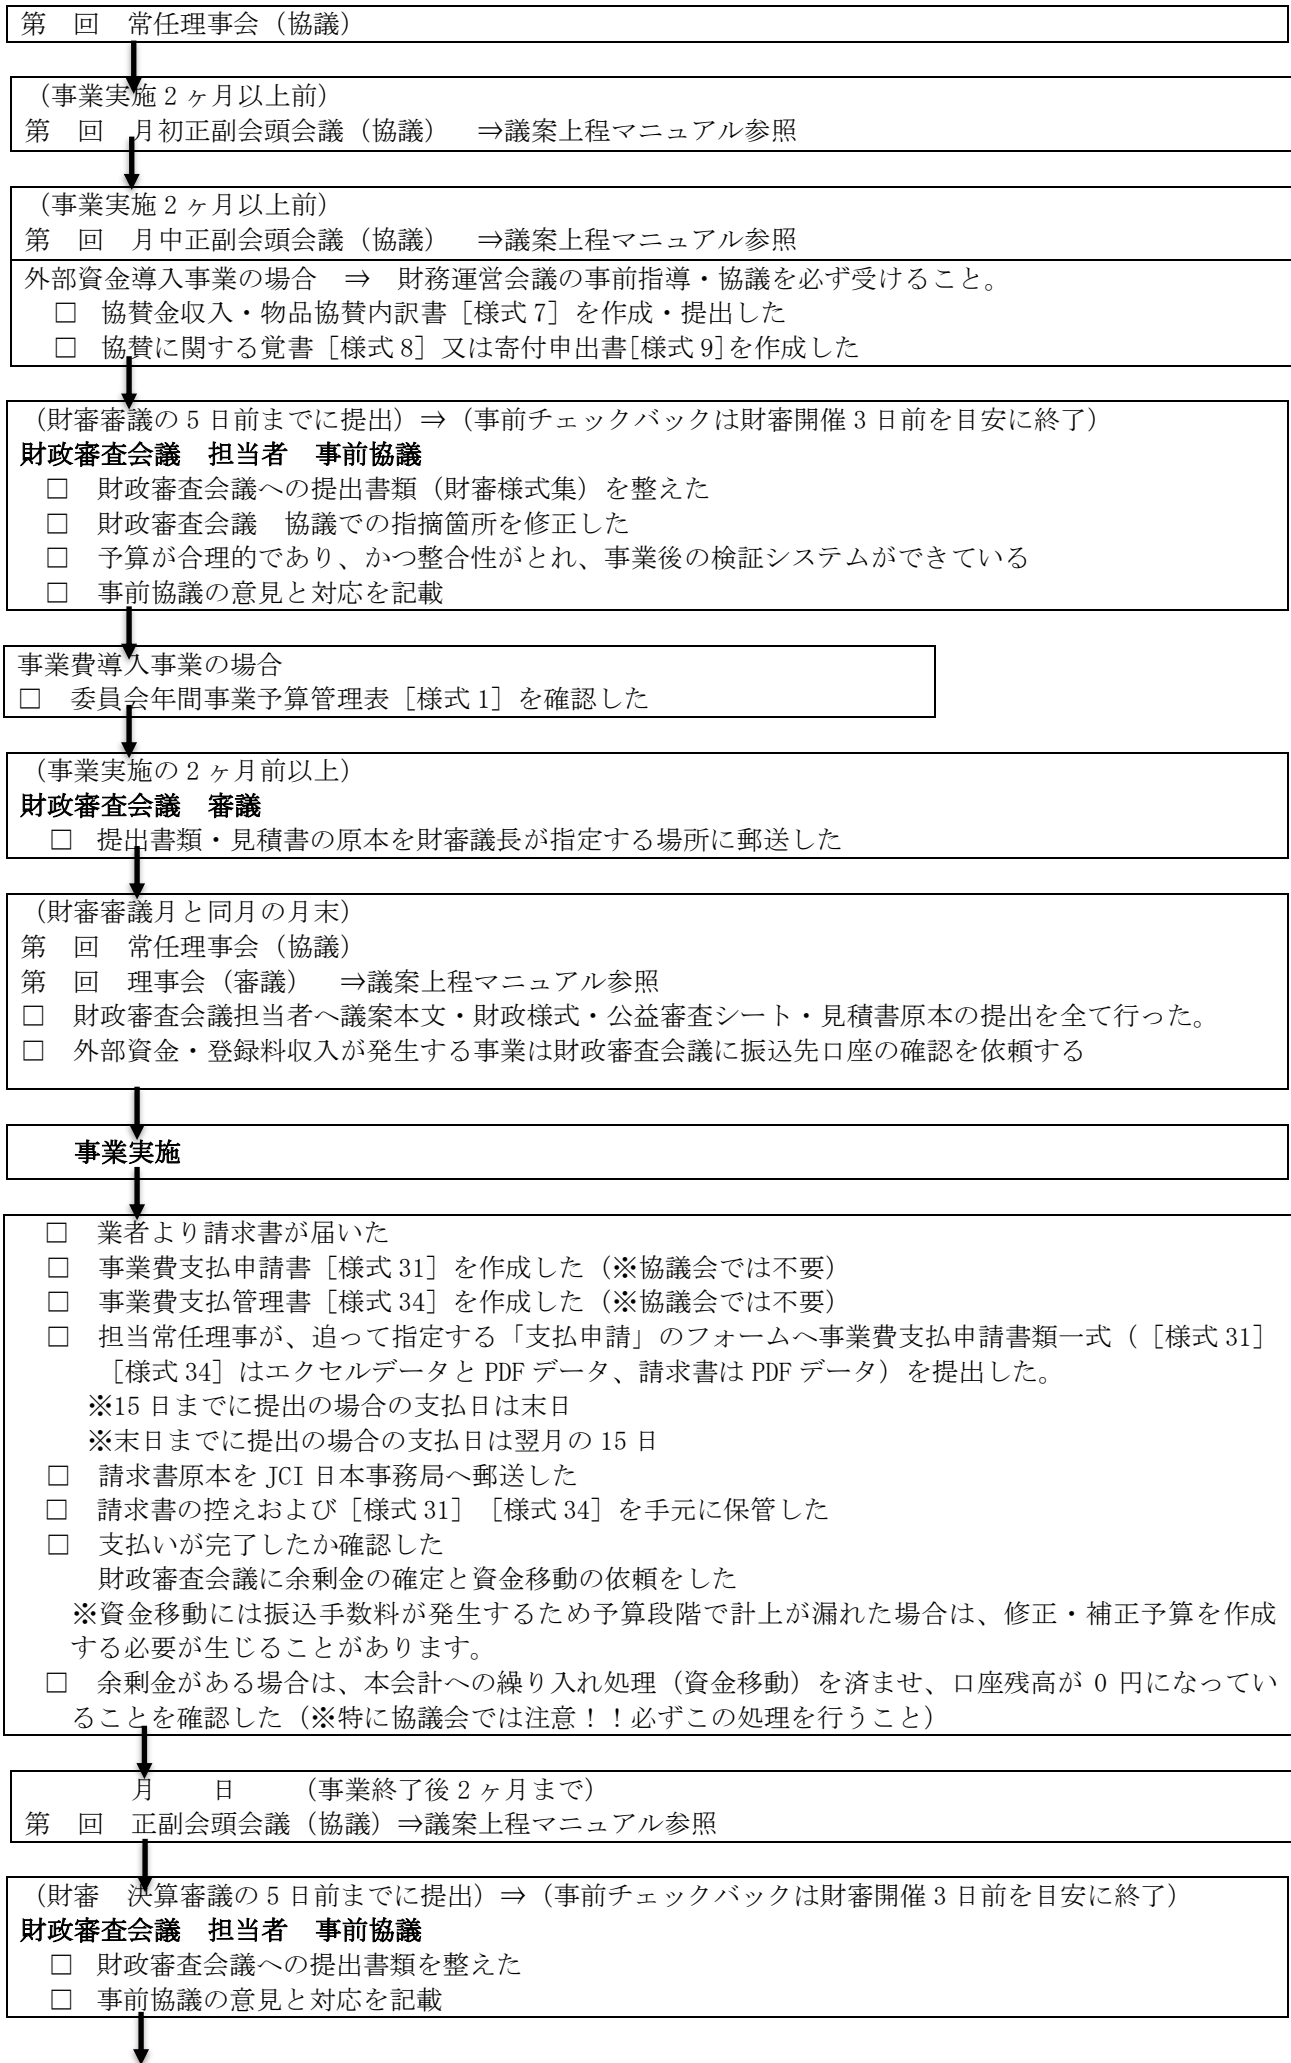 第　回　常任理事会（協議）
（事業実施2ヶ月以上前）
第　回　月初正副会頭会議（協議）　⇒議案上程マニュアル参照
（事業実施2ヶ月以上前）
第　回　月中正副会頭会議（協議）　⇒議案上程マニュアル参照
外部資金導入事業の場合　⇒　財務運営会議の事前指導・協議を必ず受けること。
□　協賛金収入・物品協賛内訳書［様式7］を作成・提出した
□　協賛に関する覚書［様式8］又は寄付申出書[様式9]を作成した
（財審審議の5日前までに提出）⇒（事前チェックバックは財審開催3日前を目安に終了）
財政審査会議　担当者　事前協議
□　財政審査会議への提出書類（財審様式集）を整えた
□　財政審査会議　協議での指摘箇所を修正した
□　予算が合理的であり、かつ整合性がとれ、事業後の検証システムができている
□　事前協議の意見と対応を記載
事業費導入事業の場合
□　委員会年間事業予算管理表［様式1］を確認した
（事業実施の2ヶ月前以上）
財政審査会議　審議
□　提出書類・見積書の原本を財審議長が指定する場所に郵送した
（財審審議月と同月の月末）
第　回　常任理事会（協議）
第　回　理事会（審議）　⇒議案上程マニュアル参照
□　財政審査会議担当者へ議案本文・財政様式・公益審査シート・見積書原本の提出を全て行った。
□　外部資金・登録料収入が発生する事業は財政審査会議に振込先口座の確認を依頼する
事業実施
□　業者より請求書が届いた
□　事業費支払申請書［様式31］を作成した（※協議会では不要）
□　事業費支払管理書［様式34］を作成した（※協議会では不要）
□　担当常任理事が、追って指定する「支払申請」のフォームへ事業費支払申請書類一式（［様式31］
［様式34］はエクセルデータとPDFデータ、請求書はPDFデータ）を提出した。
※15日までに提出の場合の支払日は末日
※末日までに提出の場合の支払日は翌月の15日
□　請求書原本をJCI日本事務局へ郵送した
□　請求書の控えおよび［様式31］［様式34］を手元に保管した
□　支払いが完了したか確認した
財政審査会議に余剰金の確定と資金移動の依頼をした
※資金移動には振込手数料が発生するため予算段階で計上が漏れた場合は、修正・補正予算を作成
する必要が生じることがあります。
□　余剰金がある場合は、本会計への繰り入れ処理（資金移動）を済ませ、口座残高が0円になってい
ることを確認した（※特に協議会では注意！！必ずこの処理を行うこと）
月　　日　　（事業終了後2ヶ月まで）
第　回　正副会頭会議（協議）⇒議案上程マニュアル参照
（財審　決算審議の5日前までに提出）⇒（事前チェックバックは財審開催3日前を目安に終了）
財政審査会議　担当者　事前協議
□　財政審査会議への提出書類を整えた
□　事前協議の意見と対応を記載